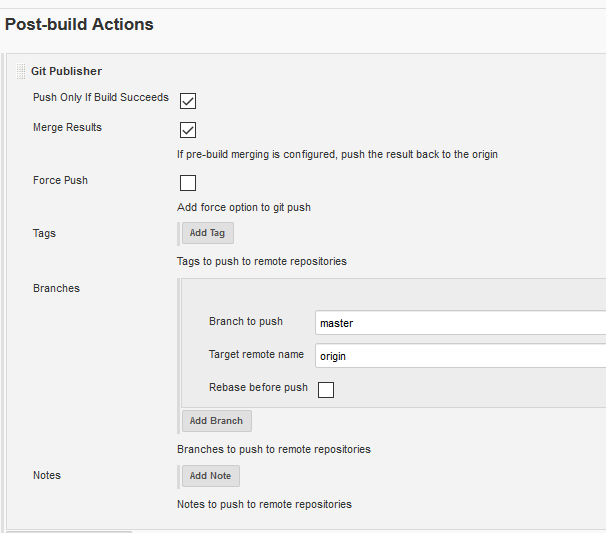 Post-build Actions
Git Publisher
Push Only If Build Succeeds
Merge Results
If pre-build merging is configured, push the result back to the origin
Force Push
Add force option to git push
Tags
Add Tag
Tags to push to remote repositories
Branches
Branch to push
master
Target remote name
origin
Rebase before push
Add Branch
Branches to push to remote repositories
Notes
Add Note
Notes to push to remote repositories